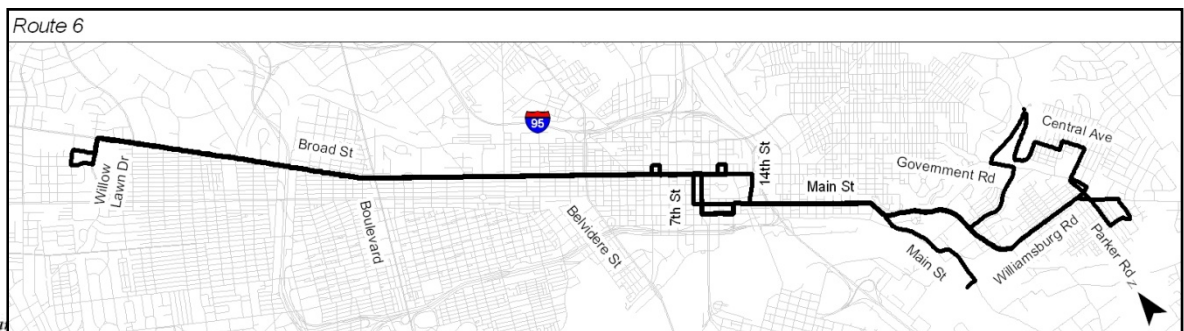 Route 6
95
Broad St
Willow
Lawn Dr
Boulevard
Belvidere St
7th St
14th St
Main St
Government Rd
Central Ave
Main St
Williamsburg Rd
Parker Rd
Z